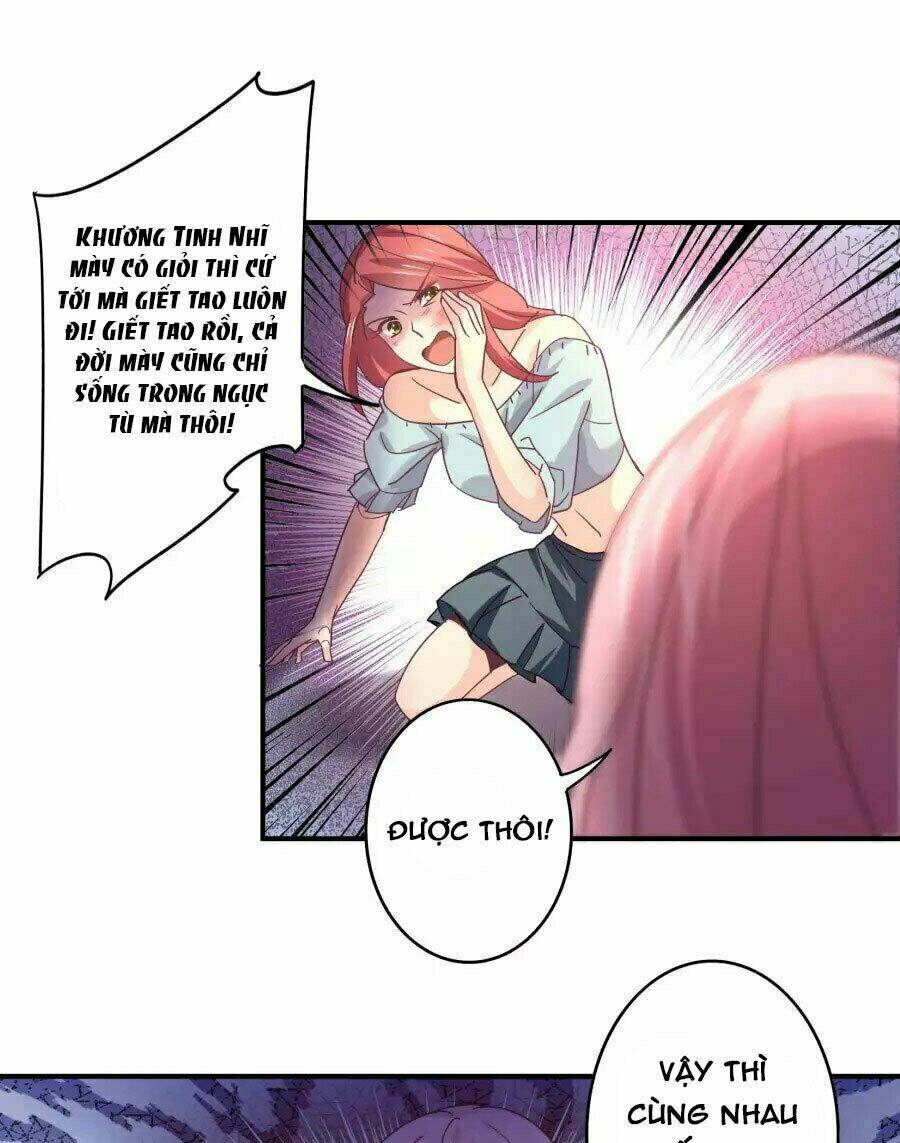 KHƯƠNG TINH NHĨ
MÀY CÓ GIỎI THÌ CỨ
TỚI MÀ GIẾT TAO LUÔN
ĐI! GIẾT TAO RỒI, CẢ
ĐỜI MÀY CŨNG CHỈ
SỐNG TRONG NGỤC
TÙ MÀ THÔI!
ĐƯỢC THÔI!
VẬY THÌ
CÙNG NHAU